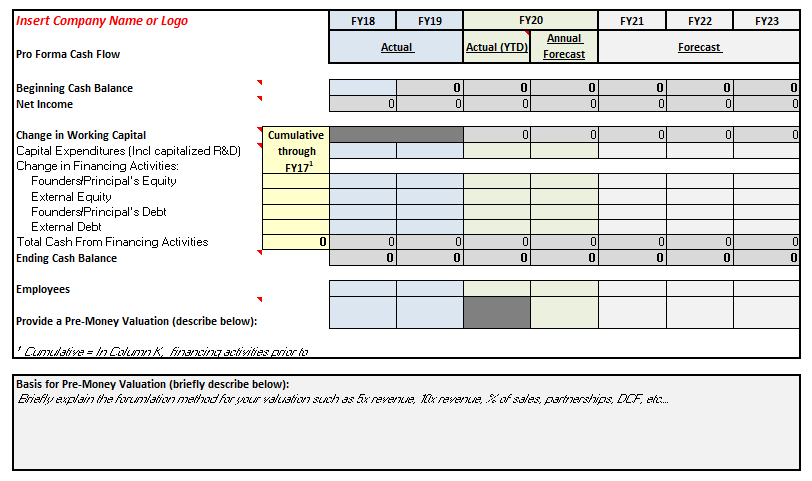 Insert Company Name or Logo FY18 FY19 FY20 FY21 FY22 FY23
Pro Forma Cash Flow Actual Actual (YTD) Annual Forecast Forecast
Beginning Cash Balance 0 0 0 0 0 0
Net Income 0 0 0 0 0 0 0
Change in Working Capital 0 0 0 0 0
Cumulative through FY17¹
Capital Expenditures (Incl capitalized R&D)
Change in Financing Activities:
Founders/Principal's Equity
External Equity
Founders/Principal's Debt
External Debt
Total Cash From Financing Activities 0 0 0 0 0 0 0 0
Ending Cash Balance 0 0 0 0 0 0 0
Employees
Provide a Pre-Money Valuation (describe below):
¹ Cumulative = In Column K, financing activities prior to
Basis for Pre-Money Valuation (briefly describe below):
Briefly explain the forumlation method for your valuation such as 5x revenue, 10x revenue, % of sales, partnerships, DCF, etc...